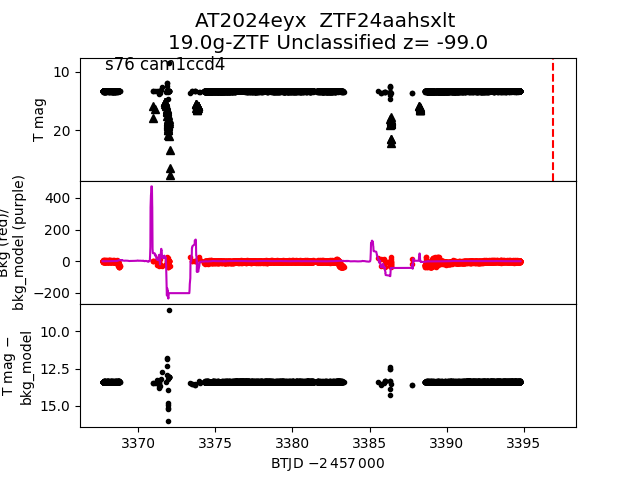 AT2024eyx  ZTF24aahsxlt
19.0g-ZTF Unclassified z= -99.0
s76 cam1ccd4
10
20
T mag
400
200
0
−200
Bkg (red)/
bkg_model (purple)
10.0
12.5
15.0
T mag −
bkg_model
3370
3375
3380
3385
3390
3395
BTJD −2 457 000